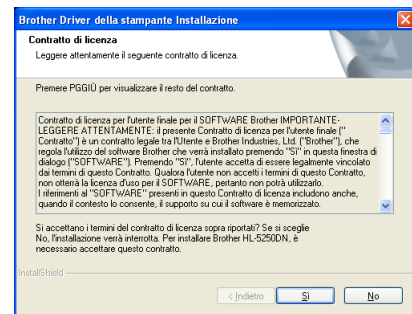 Brother Driver della stampante Installazione
Contratto di licenza
Leggere attentamente il seguente contratto di licenza.
Premere PGGIÙ per visualizzare il resto del contratto.
Contratto di licenza per l'utente finale per il SOFTWARE Brother IMPORTANTE-
LEGGERE ATTENTAMENTE: il presente Contratto di licenza per l'utente finale ("
Contratto") è un contratto legale tra l'Utente e Brother Industries, Ltd. ("Brother"), che
regola l'utilizzo del software Brother che verrà installato premendo "Sì" in questa finestra di
dialogo ("SOFTWARE"). Premendo "Sì", l'utente accetta di essere legalmente vincolato
dai termini di questo Contratto. Qualora l'utente non accetti i termini di questo Contratto,
non otterrà la licenza d'uso per il SOFTWARE, pertanto non potrà utilizzarlo.
I riferimenti al "SOFTWARE" presenti in questo Contratto di licenza includono anche,
quando il contesto lo consente, il supporto su cui il software è memorizzato.
Si accettano i termini del contratto di licenza sopra riportati? Se si sceglie
No, l'installazione verrà interrotta. Per installare Brother HL-5250DN, è
necessario accettare questo contratto.
InstallShield
< Indietro
Sì
No